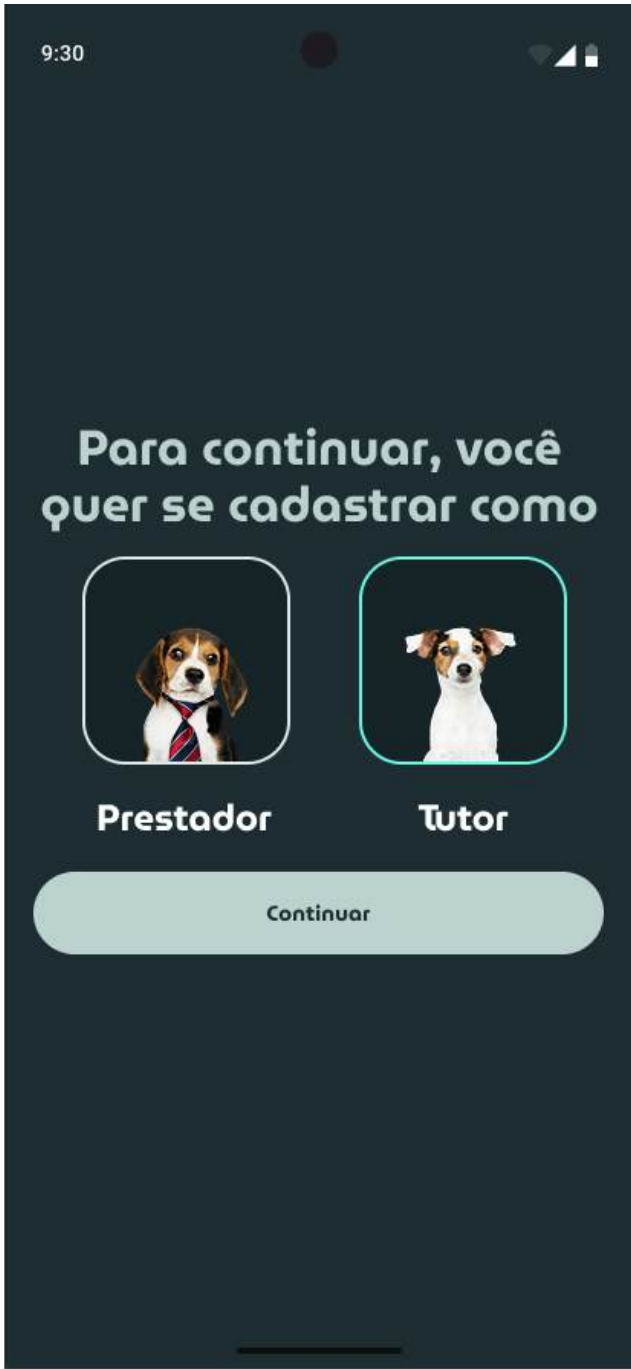 9:30
Para continuar, você
quer se cadastrar como
Prestador
Tutor
Continuar